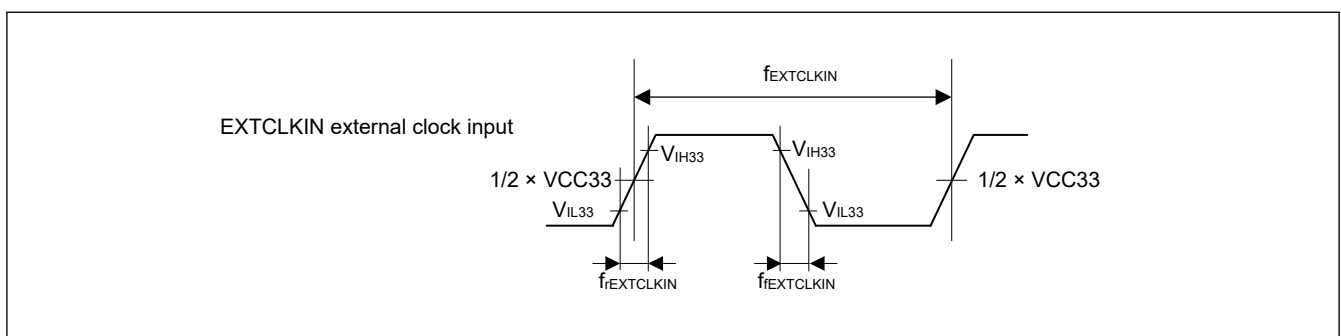 fEXTCLKIN
EXTCLKIN external clock input
VIH33 VIH33
1/2 × VCC33 1/2 × VCC33
VIL33 VIL33
frEXTCLKIN ffEXTCLKIN